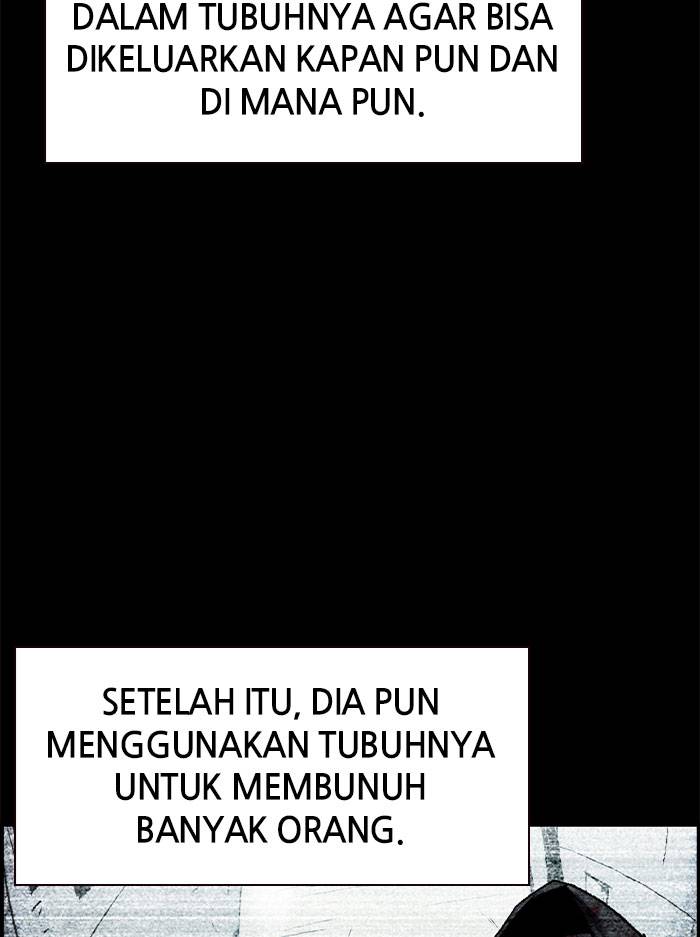 DALAM TUBUHNYA AGAR BISA
DIKELUARKAN KAPAN PUN DAN
DI MANA PUN.
SETELAH ITU, DIA PUN
MENGGUNAKAN TUBUHNYA
UNTUK MEMBUNUH
BANYAK ORANG.